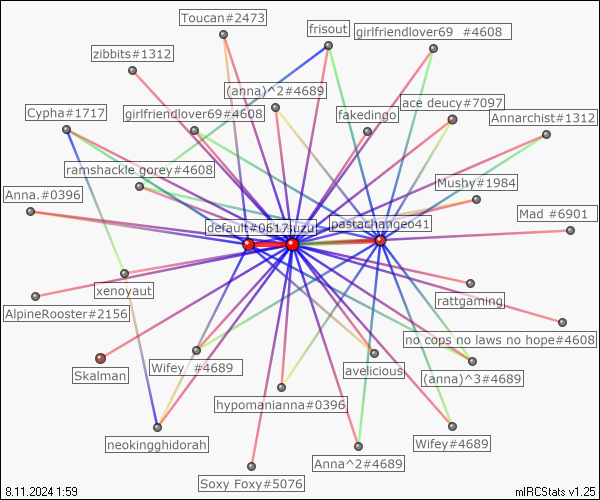 Toucan#2473
frisout
girlfriendlover69 #4608
zibbits#1312
(anna)^2#4689
ace deucy#7097
Cypha#1717
girlfriendlover69#4608
fakedingo
Annarchist#1312
ramshackle gorey#4608
Mushy#1984
Anna.#0396
Mad #6901
default#0617
suzu
pastachange041
xenoyaut
rattgaming
AlpineRooster#2156
no cops no laws no hope#4608
Skalman
Wifey #4689
avelicious
(anna)^3#4689
hypomanianna#0396
neokingghidorah
Wifey#4689
Anna^2#4689
Soxy Foxy#5076
8.11.2024 1:59
mIRCStats v1.25